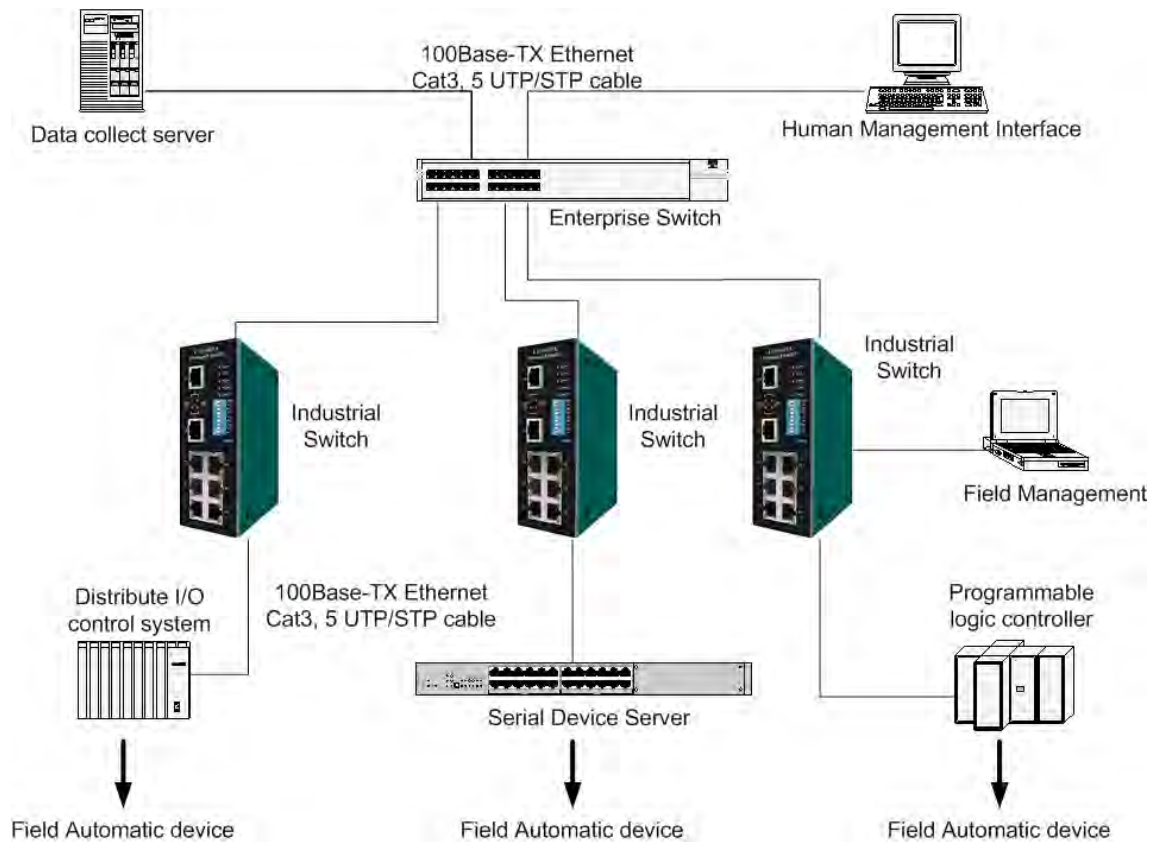 100Base-TX Ethernet
Cat3, 5 UTP/STP cable
Data collect server
Human Management Interface
Enterprise Switch
Industrial
Switch
Industrial
Switch
Industrial
Switch
Field Management
Distribute I/O
control system
100Base-TX Ethernet
Cat3, 5 UTP/STP cable
Programmable
logic controller
Serial Device Server
Field Automatic device
Field Automatic device
Field Automatic device